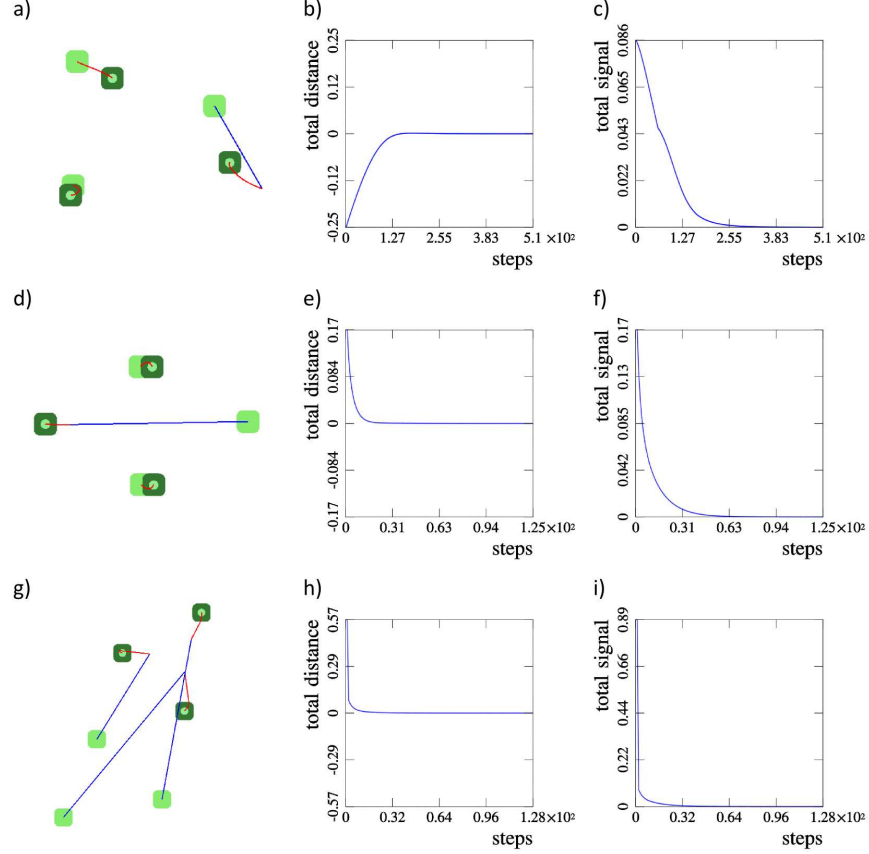 a)
b)
c)
total distance
0.25
0.12
0
-0.12
-0.25
0 1.27 2.55 3.83 5.1 ×10²
steps
total signal
0.086
0.065
0.043
0.022
0
0 1.27 2.55 3.83 5.1 ×10²
steps
d)
e)
f)
total distance
0.17
0.084
0
-0.084
-0.17
0 0.31 0.63 0.94 1.25×10²
steps
total signal
0.17
0.13
0.085
0.042
0
0 0.31 0.63 0.94 1.25×10²
steps
g)
h)
i)
total distance
0.57
0.29
0
-0.29
-0.57
0 0.32 0.64 0.96 1.28 ×10²
steps
total signal
0.89
0.66
0.44
0.22
0
0 0.32 0.64 0.96 1.28 ×10²
steps